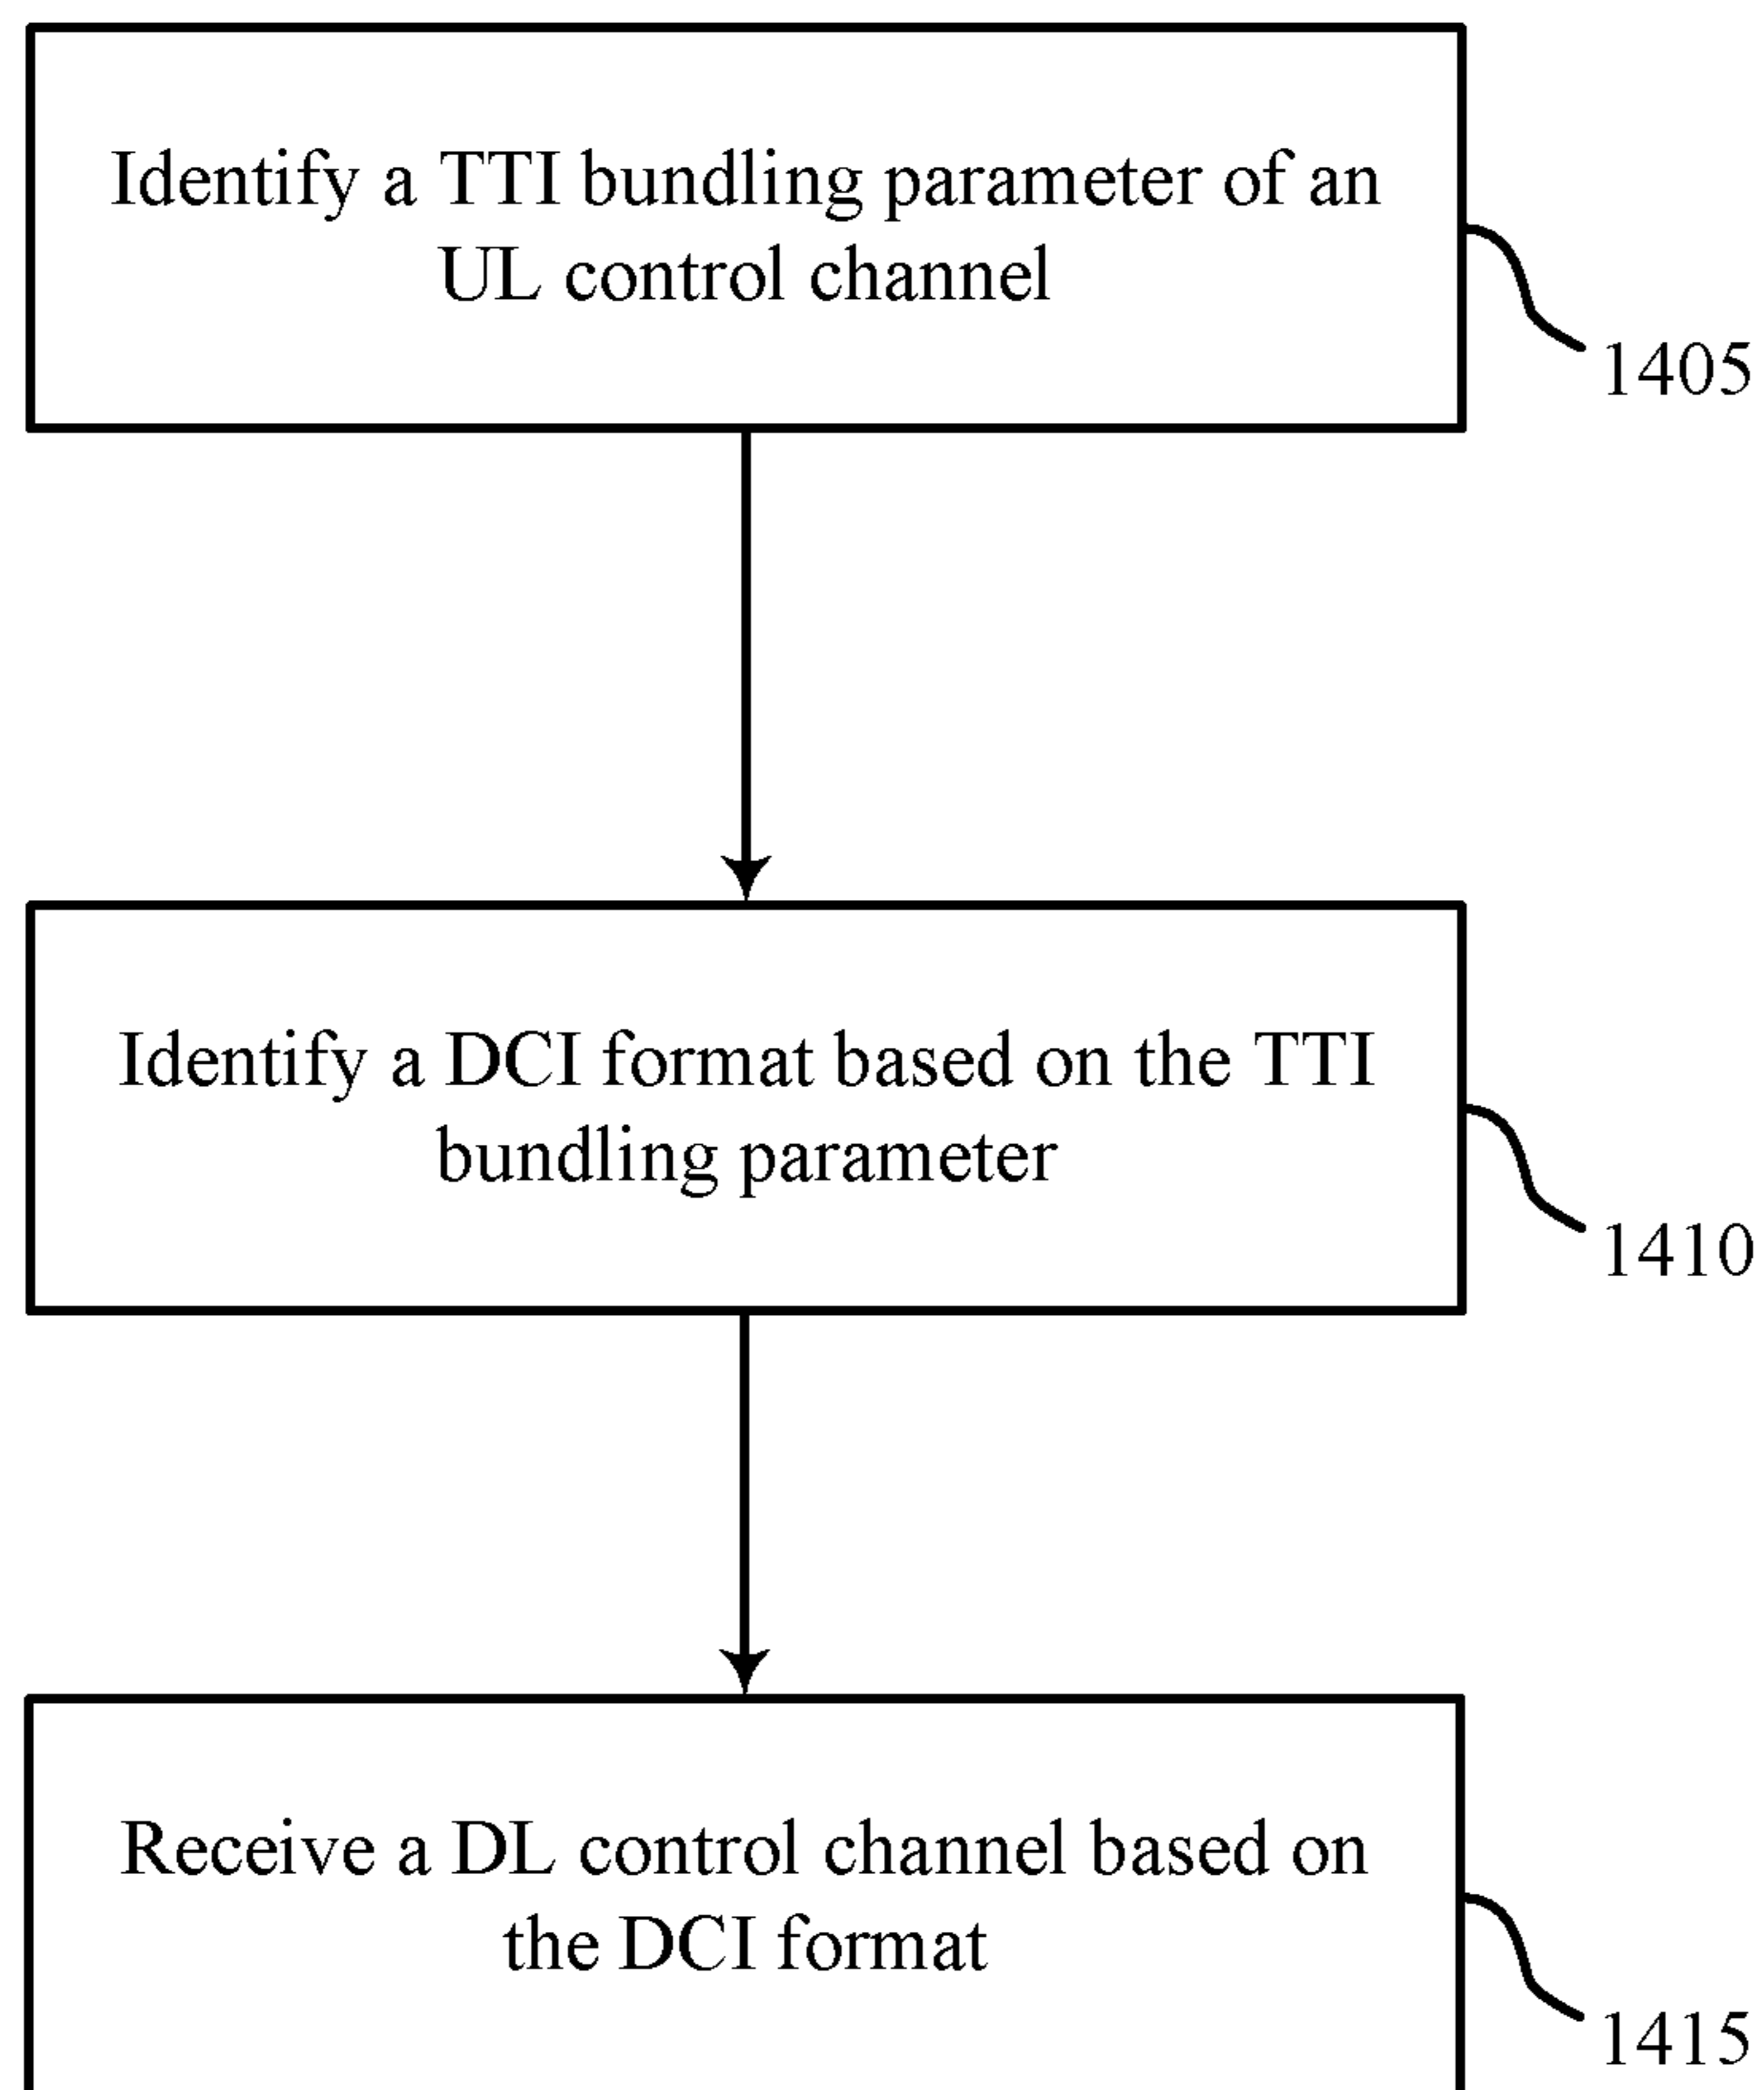 Identify a TTI bundling parameter of an
UL control channel
1405
Identify a DCI format based on the TTI
bundling parameter
1410
Receive a DL control channel based on
the DCI format
1415